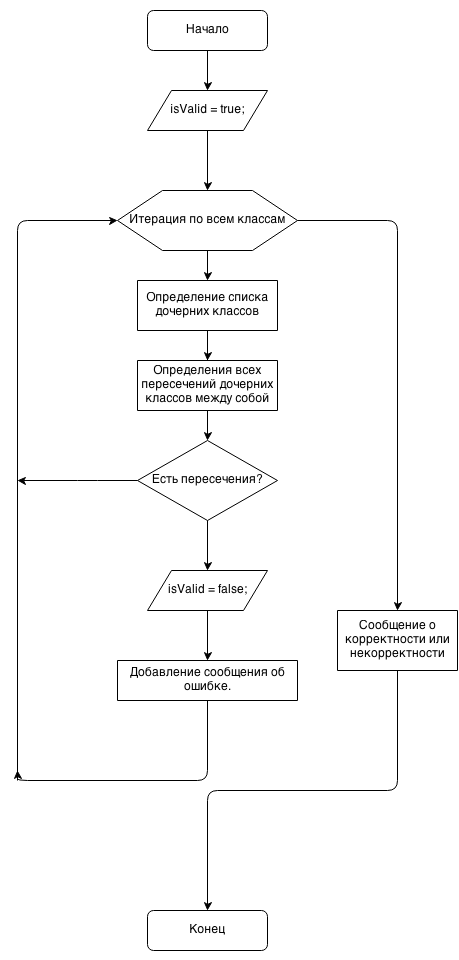 Начало
isValid = true;
Итерация по всем классам
Определение списка
дочерних классов
Определения всех
пересечений дочерних
классов между собой
Есть пересечения?
isValid = false;
Добавление сообщения об
ошибке.
Сообщение о
корректности или
некорректности
Конец